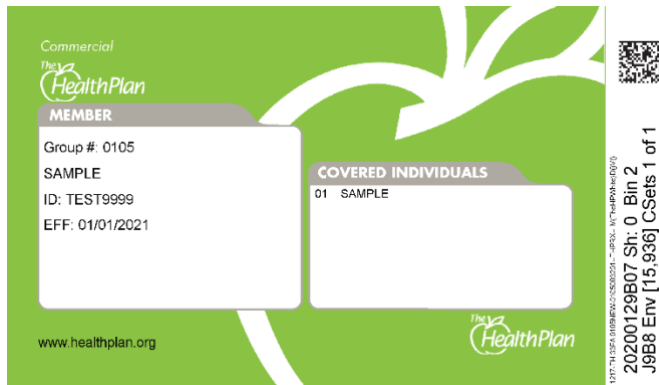 Commercial
The
HealthPlan
MEMBER
Group #: 0105
SAMPLE
ID: TEST9999
EFF: 01/01/2021
COVERED INDIVIDUALS
01 SAMPLE
www.healthplan.org
The
HealthPlan
20200129B07 Sh: 0 Bin 2
J9B8 Env [15,936] CSets 1 of 1